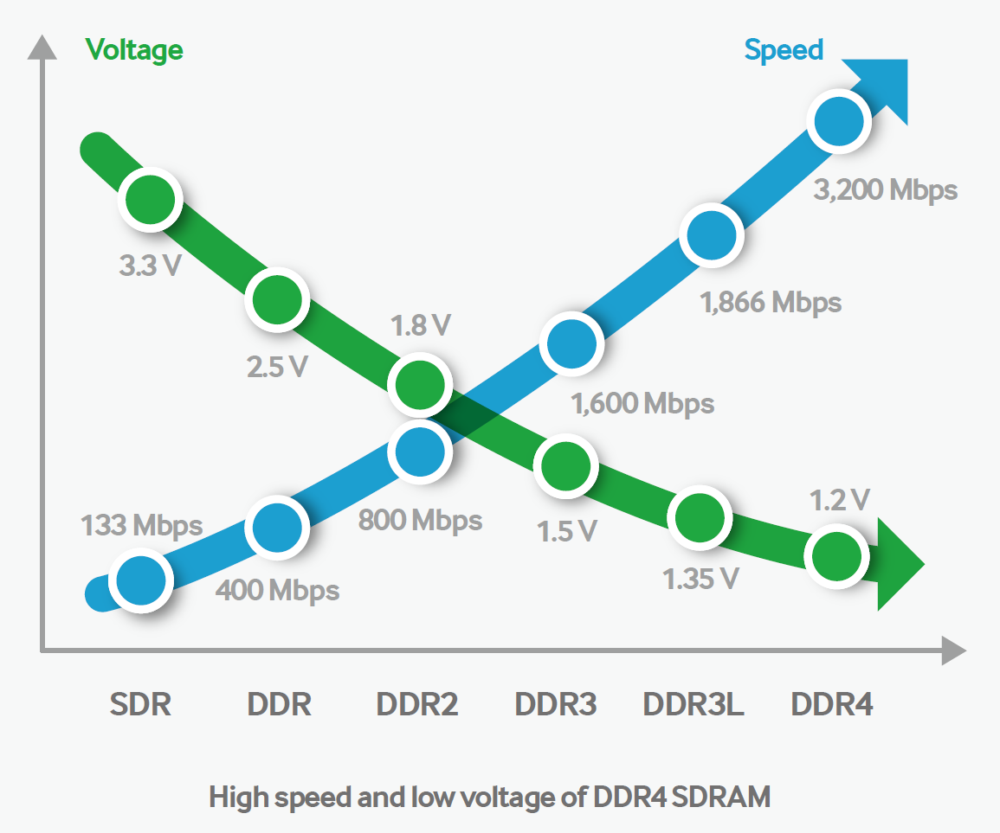 Voltage
Speed
3,200 Mbps
3.3 V
1,866 Mbps
1.8 V
2.5 V
1,600 Mbps
1.2 V
133 Mbps
800 Mbps
1.5 V
1.35 V
400 Mbps
SDR DDR DDR2 DDR3 DDR3L DDR4
High speed and low voltage of DDR4 SDRAM